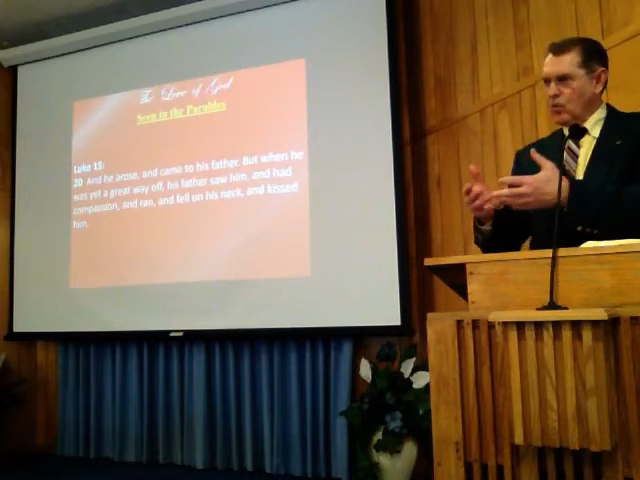 The Love of God
Seen in the Parables
Luke 15:
20 And he arose, and came to his father. But when he
was yet a great way off, his father saw him, and had
compassion, and ran, and fell on his neck, and kissed
him.